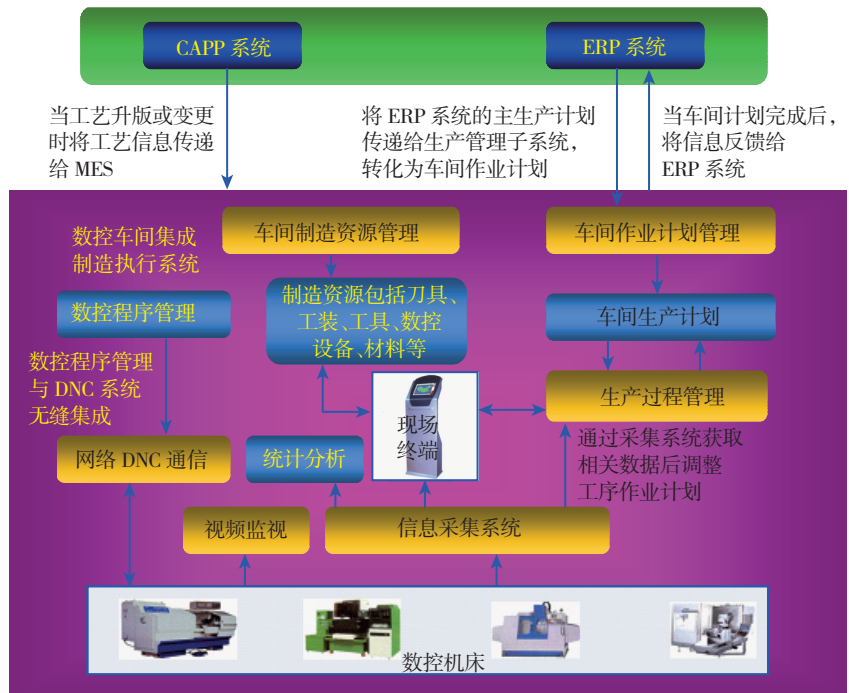 CAPP 系统
ERP 系统
当工艺升版或变更
时将工艺信息传递
给 MES
将 ERP 系统的主生产计划
传递给生产管理子系统，
转化为车间作业计划
当车间计划完成后，
将信息反馈给
ERP 系统
数控车间集成
制造执行系统
车间制造资源管理
车间作业计划管理
数控程序管理
制造资源包括刀具、
工装、工具、数控
设备、材料等
车间生产计划
数控程序管理
与 DNC 系统
无缝集成
现场
终端
生产过程管理
通过采集系统获取
相关数据后调整
工序作业计划
网络 DNC 通信
统计分析
视频监视
信息采集系统
数控机床